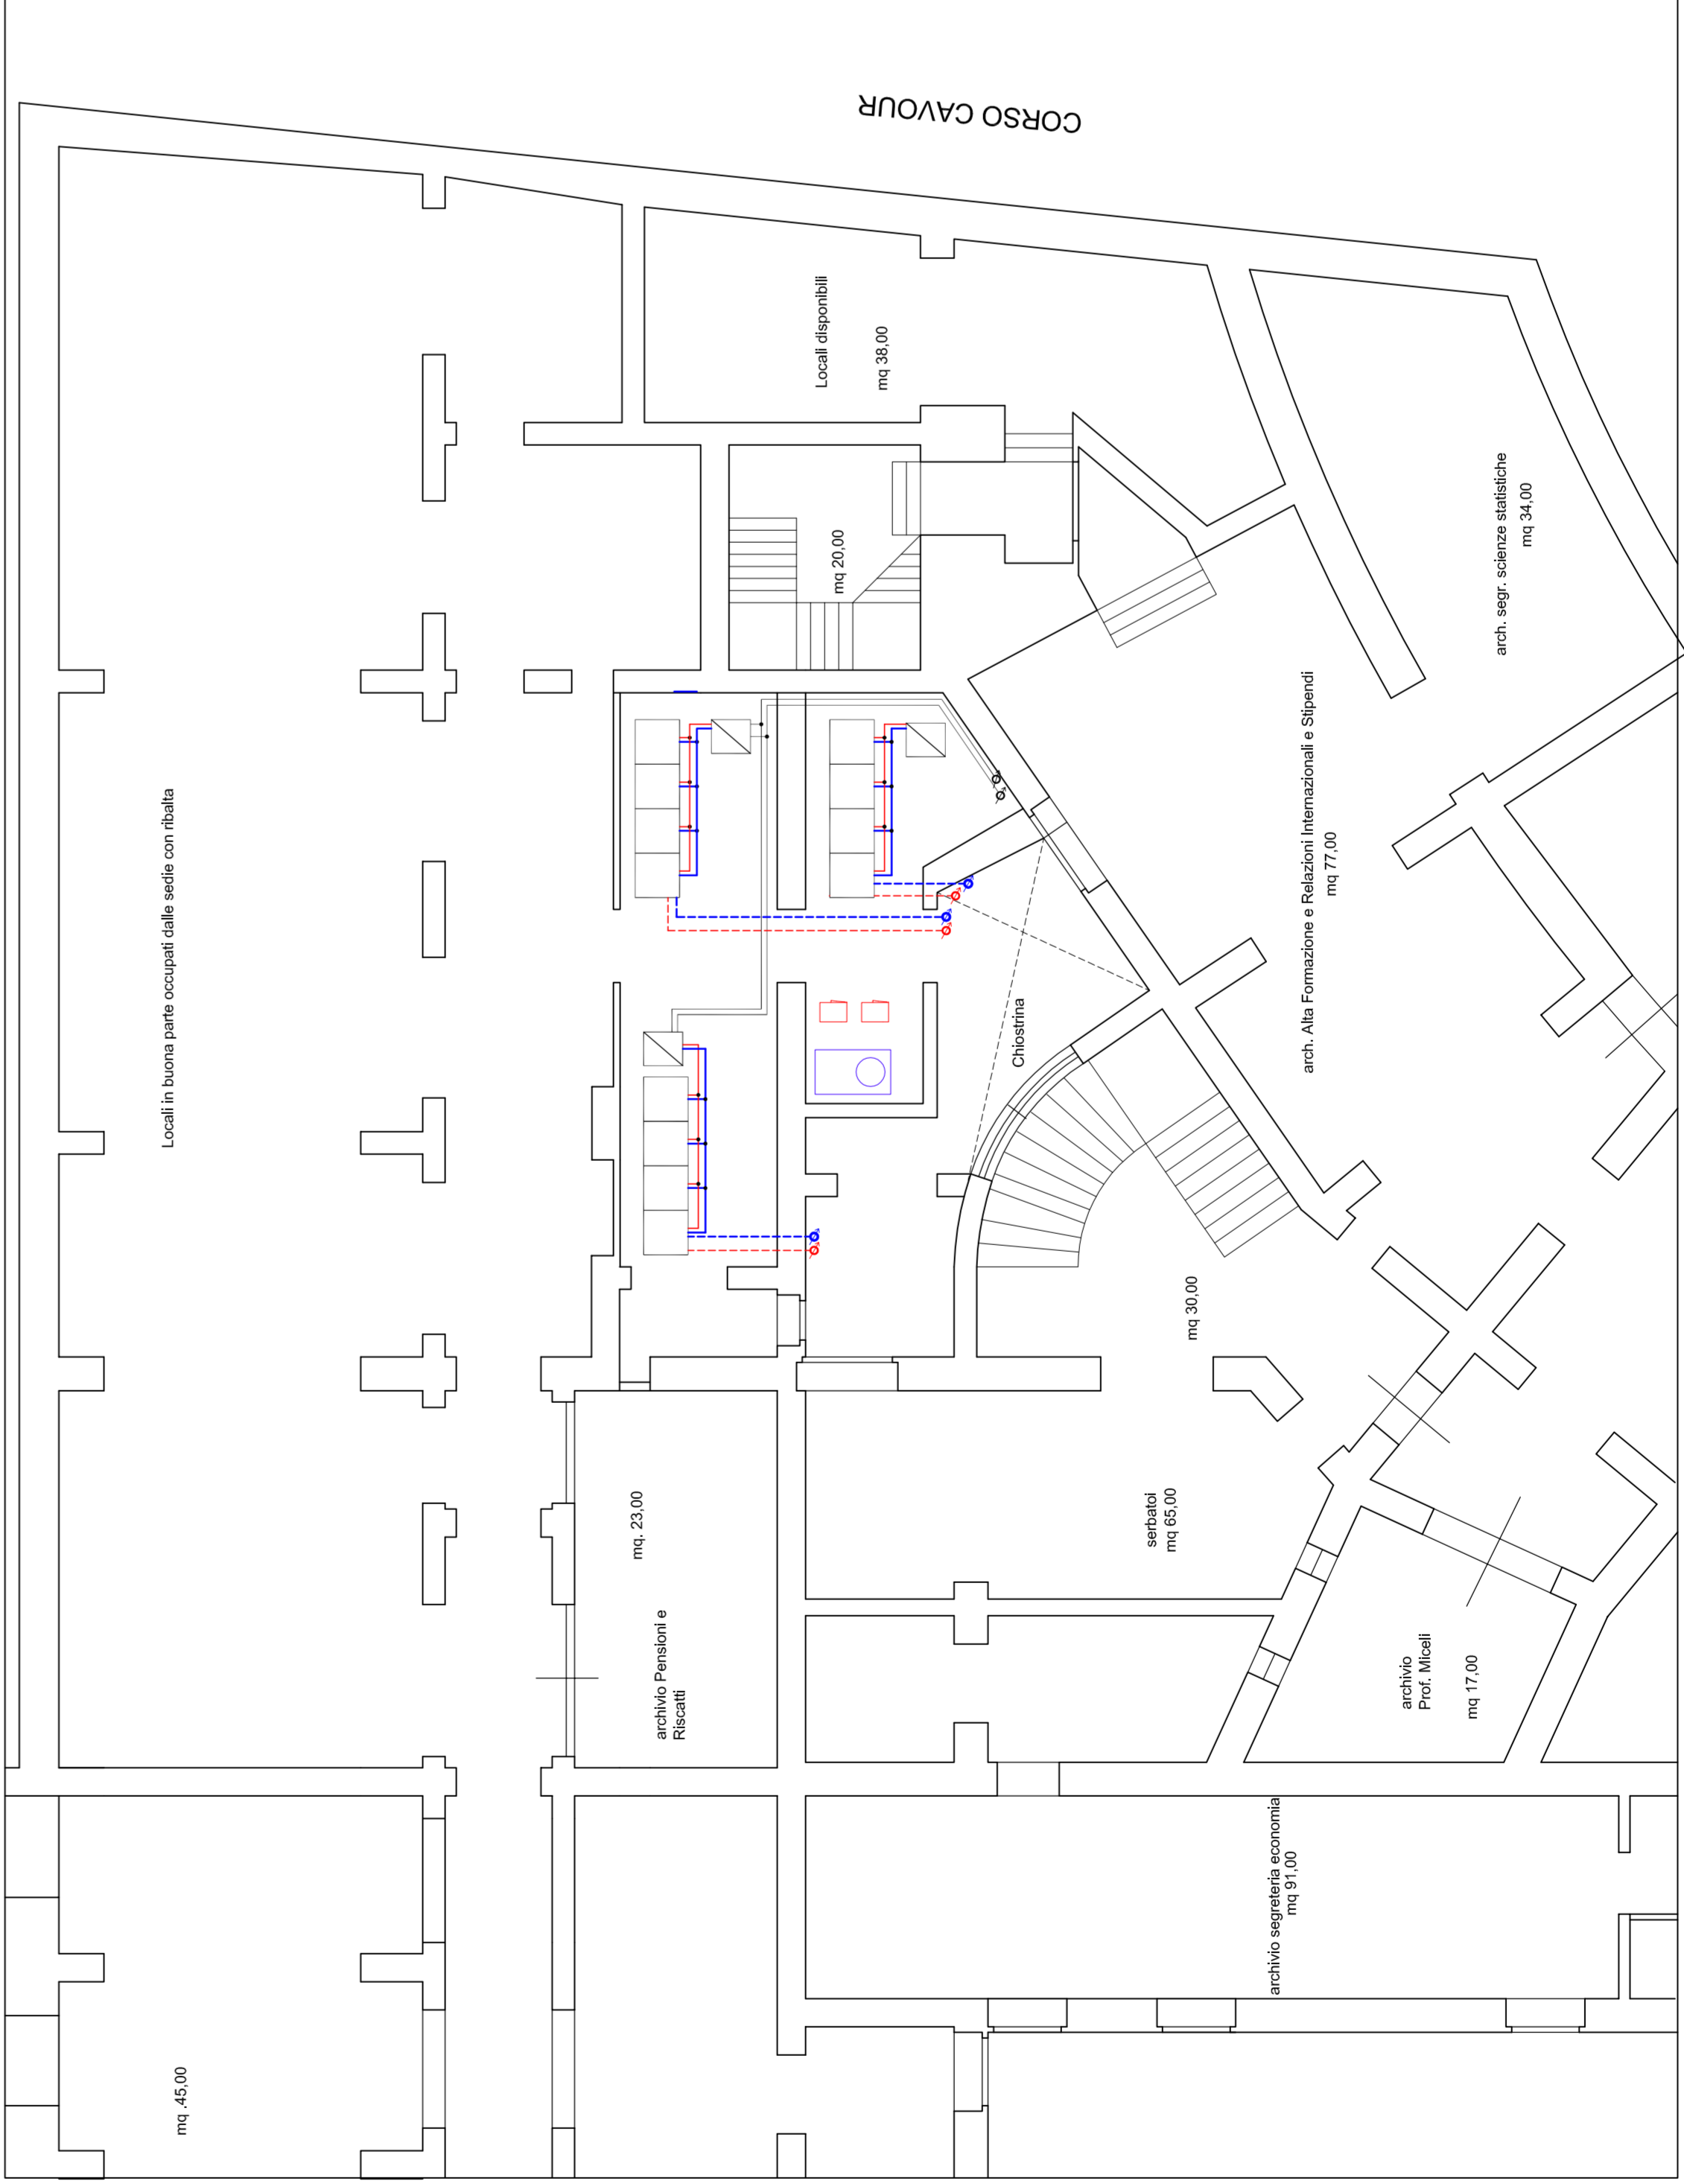 CORSO CAVOUR
Locali disponibili
mq 38,00
mq 20,00
arch. segr. scienze statistiche
mq 34,00
Locali in buona parte occupati dalle sedie con ribalta
arch. Alta Formazione e Relazioni Internazionali e Stipendi
mq 77,00
Chiostrina
mq 30,00
mq. 23,00
serbatoi
mq 65,00
archivio Pensioni e
Riscatti
archivio
Prof. Miceli
mq 17,00
archivio segreteria economia
mq 91,00
mq .45,00